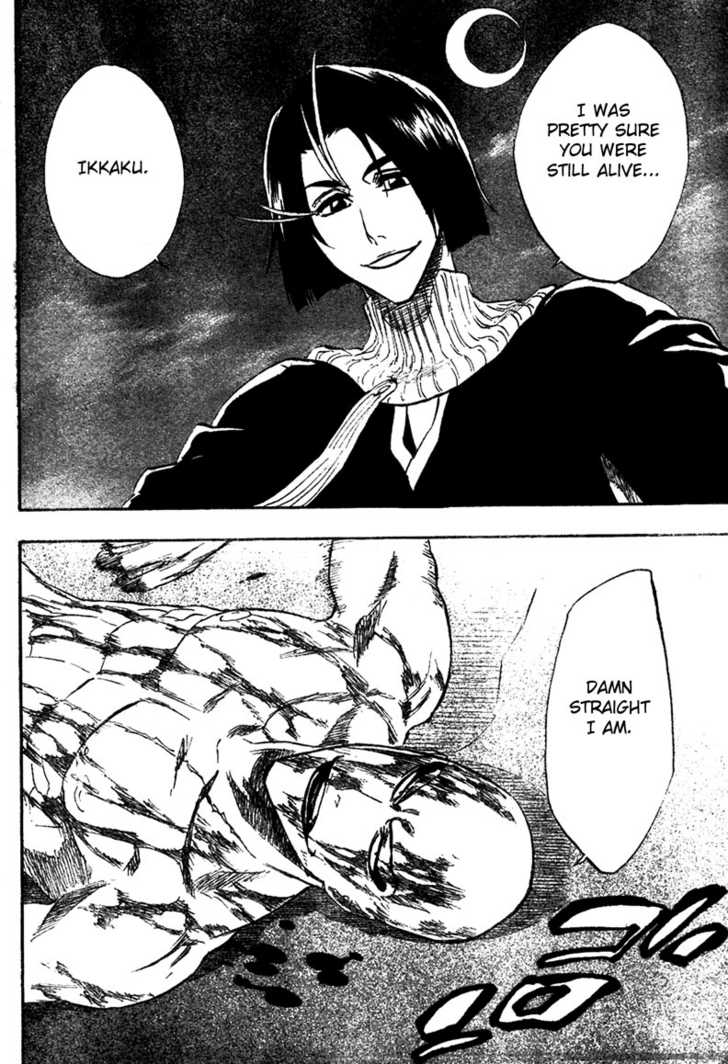 I WAS
PRETTY SURE
YOU WERE
STILL ALIVE...
IKKAKU.
DAMN
STRAIGHT
I AM.